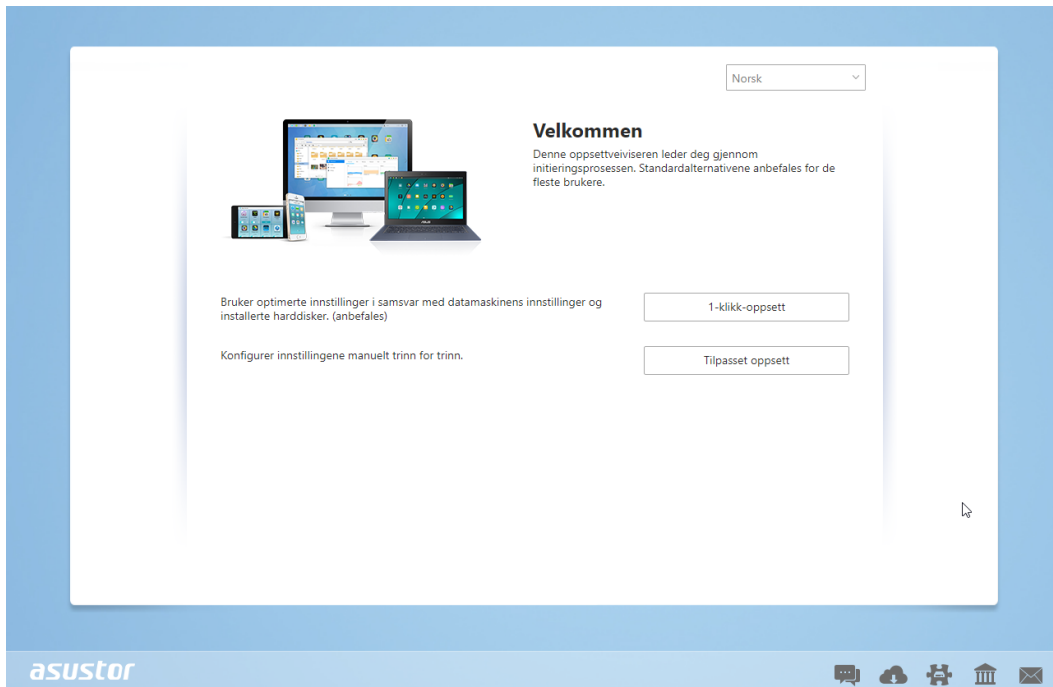 Norsk
Velkommen
Denne oppsettveiviseren leder deg gjennom
initieringsprosessen. Standardalternativene anbefales for de
fleste brukere.
Bruker optimerte innstillinger i samsvar med datamaskinens innstillinger og
installerte harddisker. (anbefales)
1-klikk-oppsett
Konfigurer innstillingene manuelt trinn for trinn.
Tilpasset oppsett
asustor